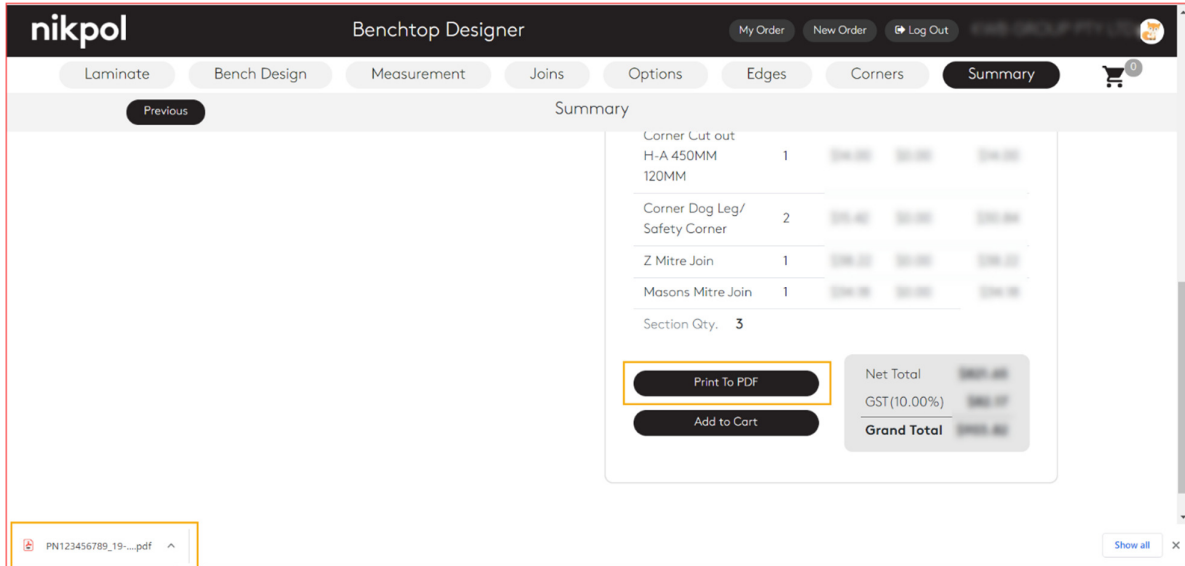 nikpol
Benchtop Designer
My Order New Order Log Out
Laminate Bench Design Measurement Joins Options Edges Corners Summary 0
Previous Summary
Corner Cut out
H-A 450MM 1
120MM
Corner Dog Leg/ 2
Safety Corner
Z Mitre Join 1
Masons Mitre Join 1
Section Qty. 3
Print To PDF
Add to Cart
Net Total
GST(10.00%)
Grand Total
PN123456789_19-....pdf
Show all